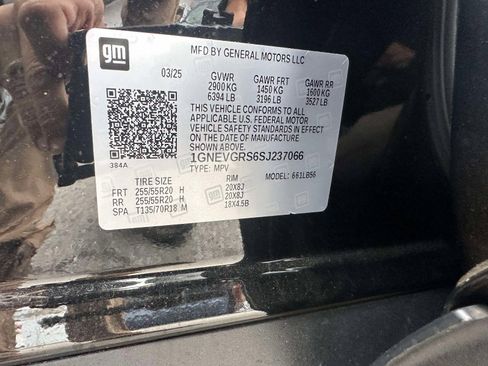 gm
MFD BY GENERAL MOTORS LLC
03/25 GVWR GAWR FRT GAWR RR
2900 KG 1450 KG 1600 KG
6394 LB 3196 LB 3527 LB
THIS VEHICLE CONFORMS TO ALL
APPLICABLE U.S. FEDERAL MOTOR
VEHICLE SAFETY STANDARDS IN EFFECT
ON THE DATE OF MANUFACTURE
SHOWN ABOVE.
384A 1GNEVGRS6SJ237066
TYPE: MPV MODEL: 661LB56
TIRE SIZE RIM
FRT 255/55R20 H 20X8J
RR 255/55R20 H 20X8J
SPA T135/70R18 M 18X4.5B